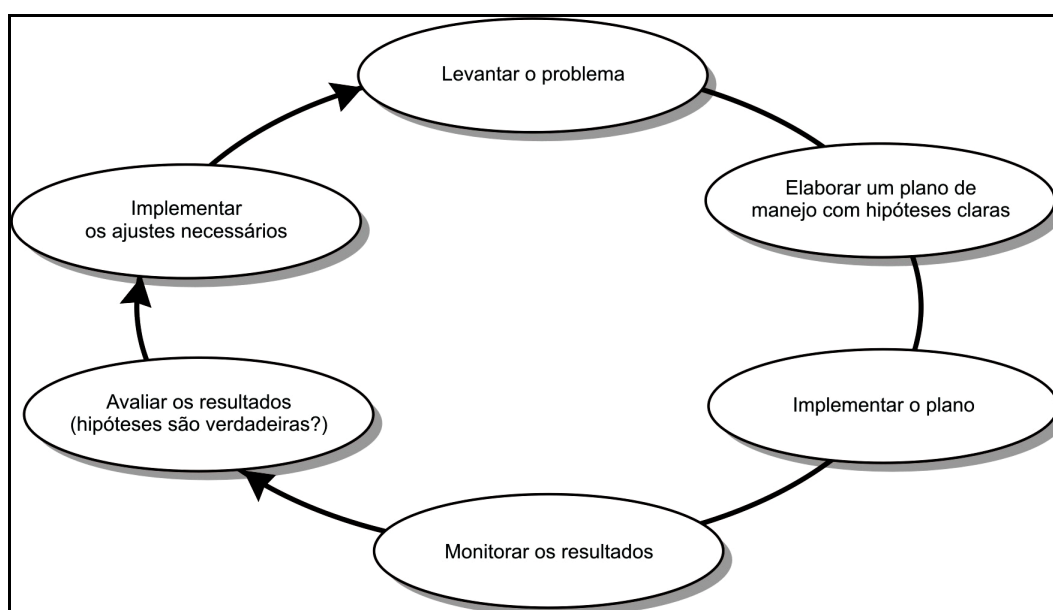 Levantar o problema
Elaborar um plano de
manejo com hipóteses claras
Implementar o plano
Monitorar os resultados
Avaliar os resultados
(hipóteses são verdadeiras?)
Implementar
os ajustes necessários